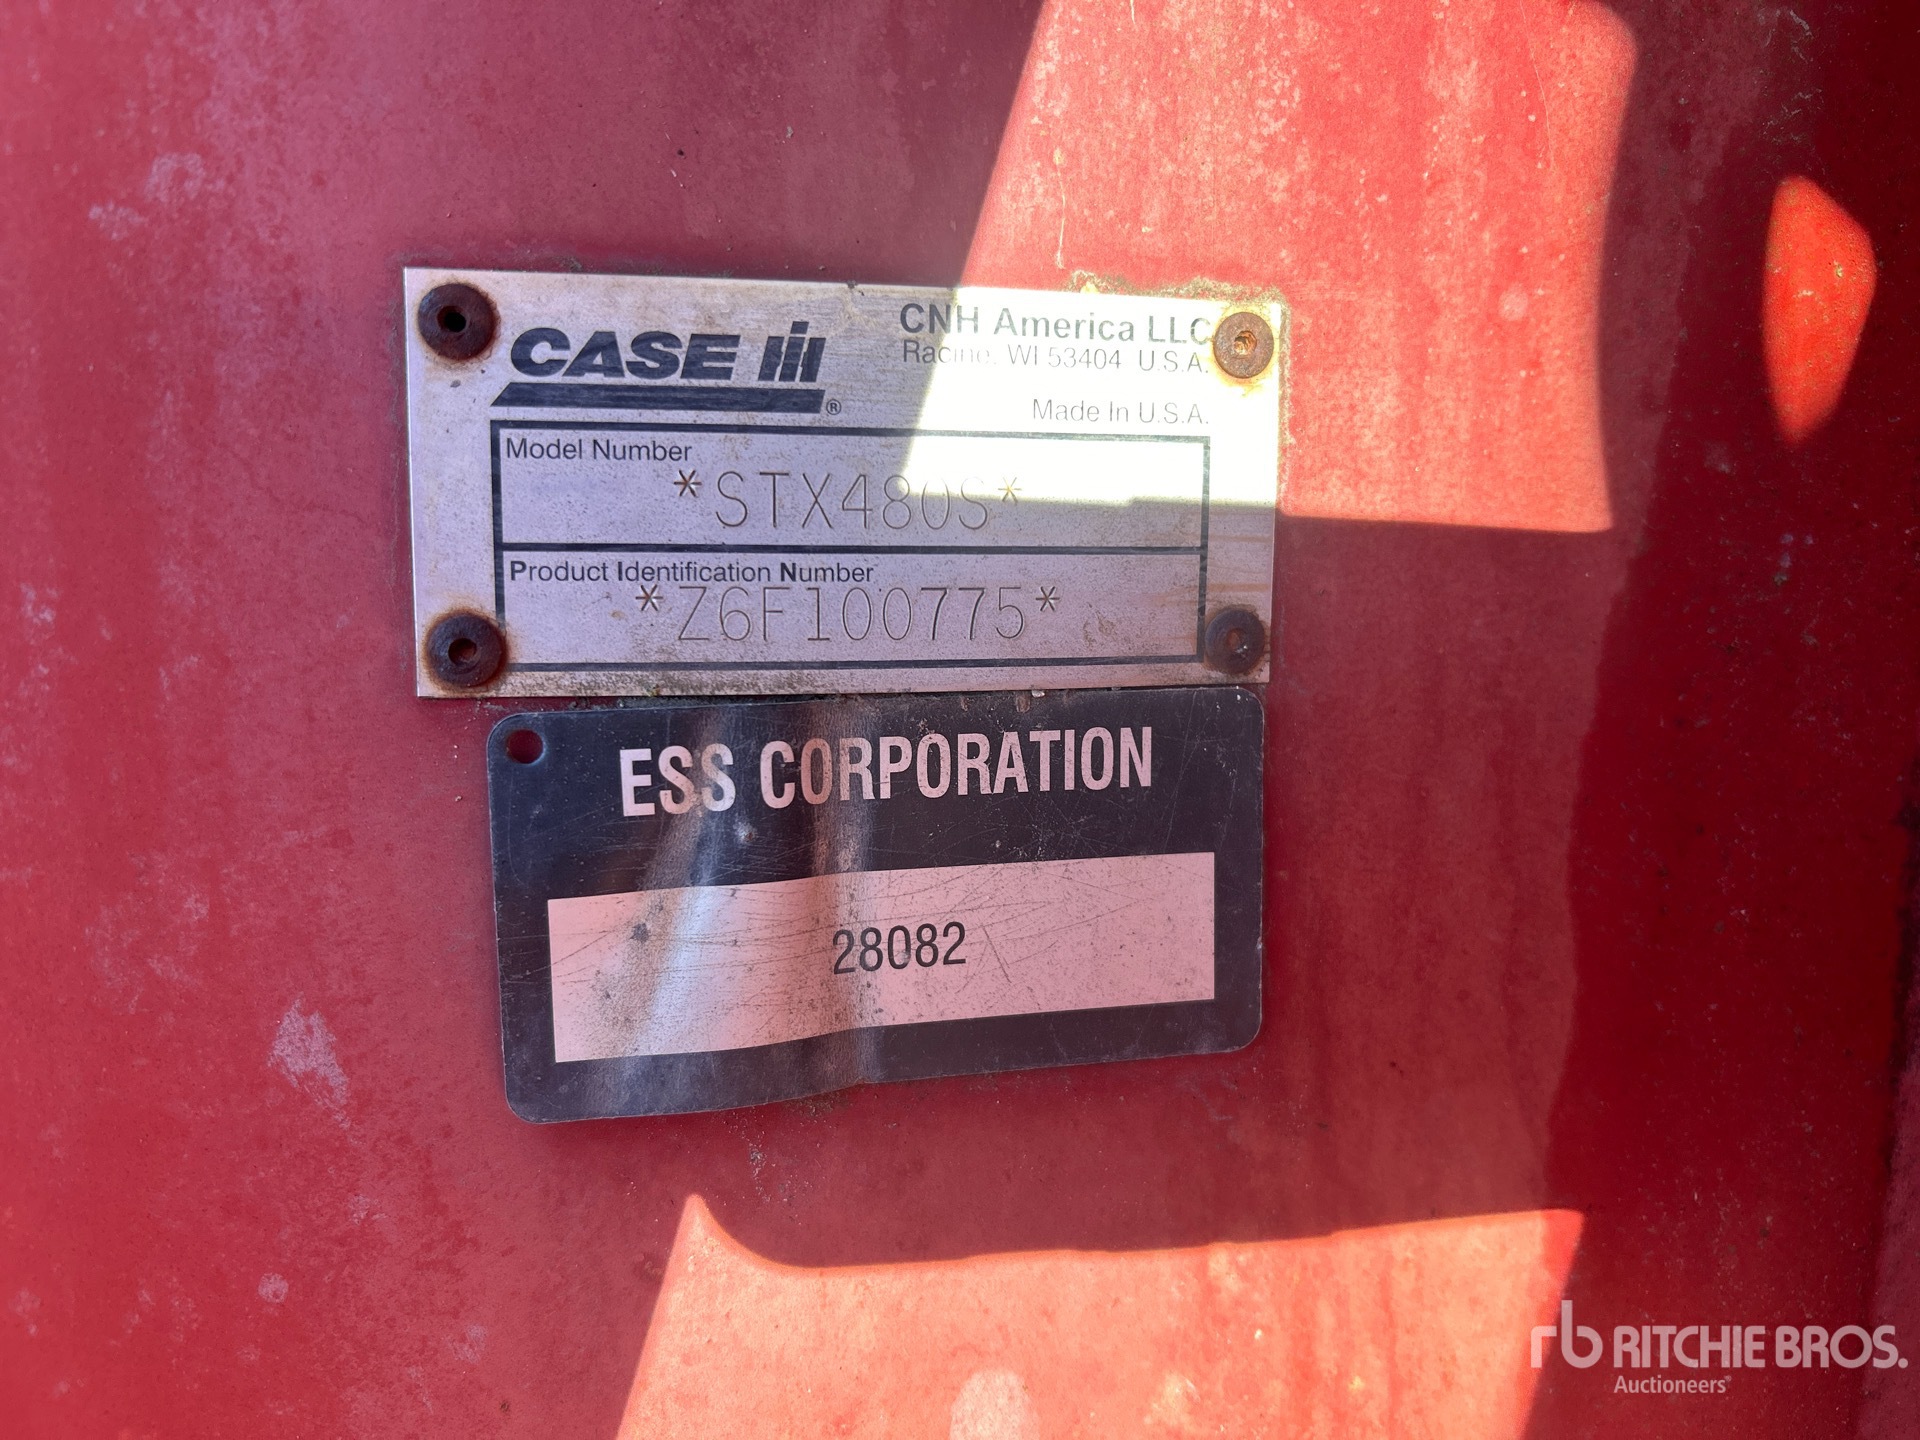 CASE IH ®
CNH America LLC
Racine, WI 53404 U.S.A.
Made In U.S.A.
Model Number
*STX480S*
Product Identification Number
*Z6F100775*
ESS CORPORATION
28082
rb RITCHIE BROS.
Auctioneers®